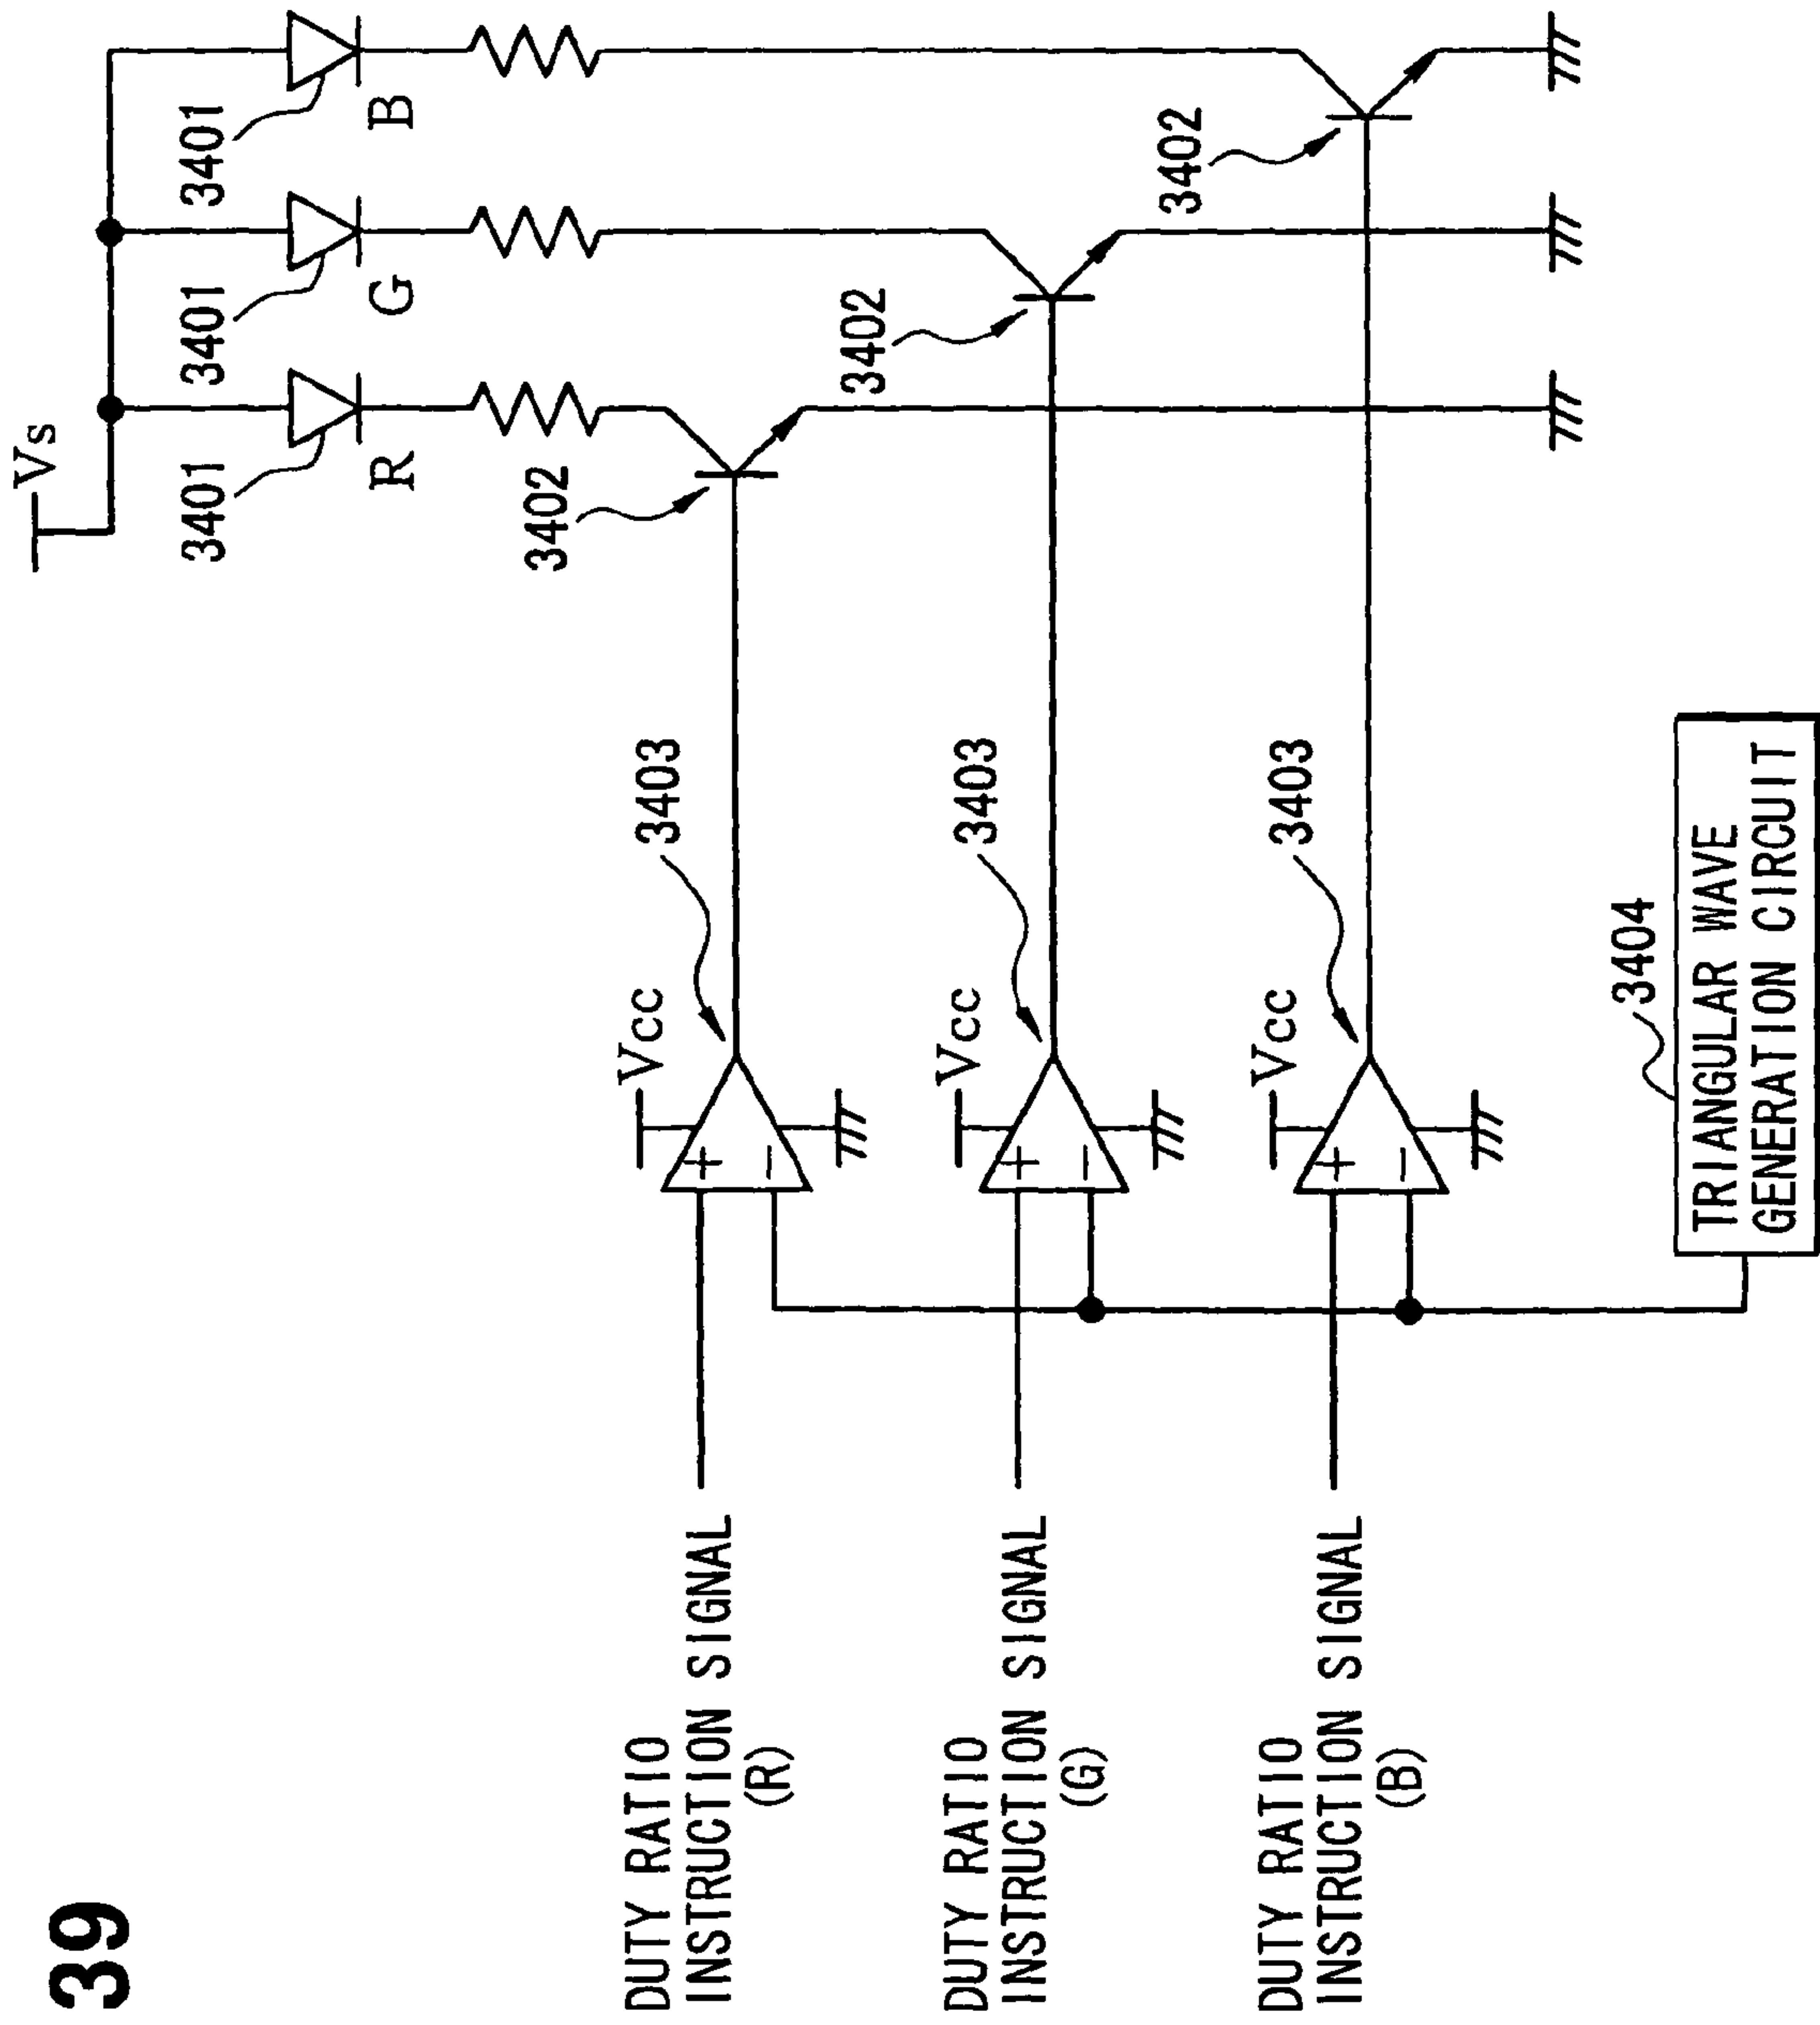 39
Vs
3401
3401
3401
R
G
B
3402
3402
3402
DUTY RATIO
INSTRUCTION SIGNAL
(R)
Vcc
3403
DUTY RATIO
INSTRUCTION SIGNAL
(G)
Vcc
3403
DUTY RATIO
INSTRUCTION SIGNAL
(B)
Vcc
3403
+
−
+
−
+
−
3404
TRIANGULAR WAVE
GENERATION CIRCUIT